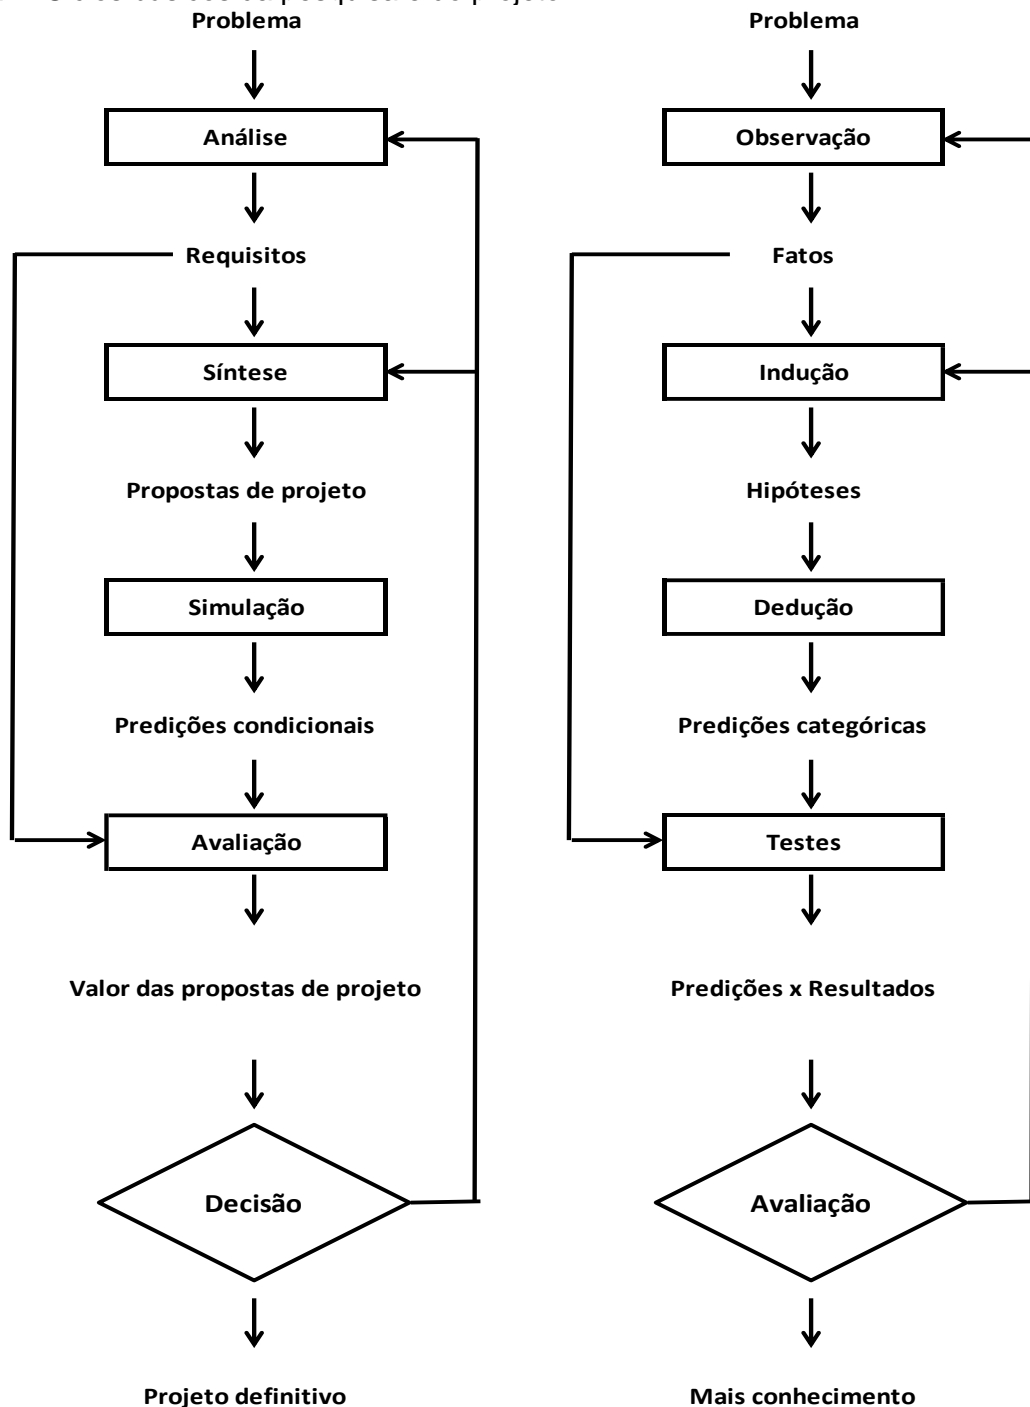 Problema
Análise
Requisitos
Síntese
Propostas de projeto
Simulação
Predições condicionais
Avaliação
Valor das propostas de projeto
Decisão
Projeto definitivo
Problema
Observação
Fatos
Indução
Hipóteses
Dedução
Predições categóricas
Testes
Predições x Resultados
Avaliação
Mais conhecimento